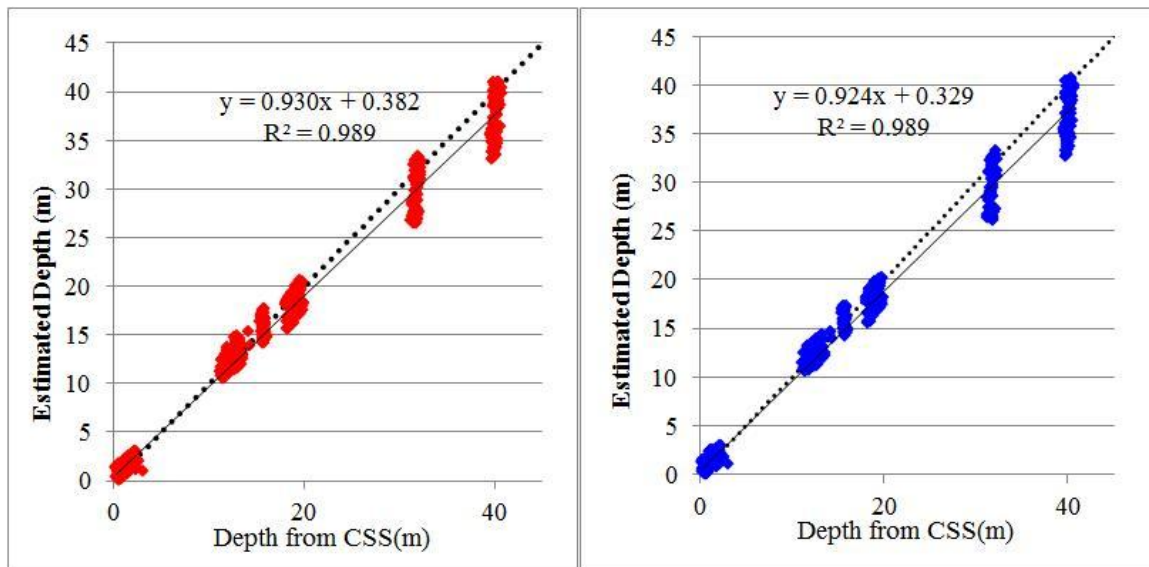 45
40
35
30
25
20
15
10
5
0
Estimated Depth (m)
y = 0.930x + 0.382
R² = 0.989
0 20 40
Depth from CSS(m)
45
40
35
30
25
20
15
10
5
0
Estimated Depth (m)
y = 0.924x + 0.329
R² = 0.989
0 20 40
Depth from CSS(m)